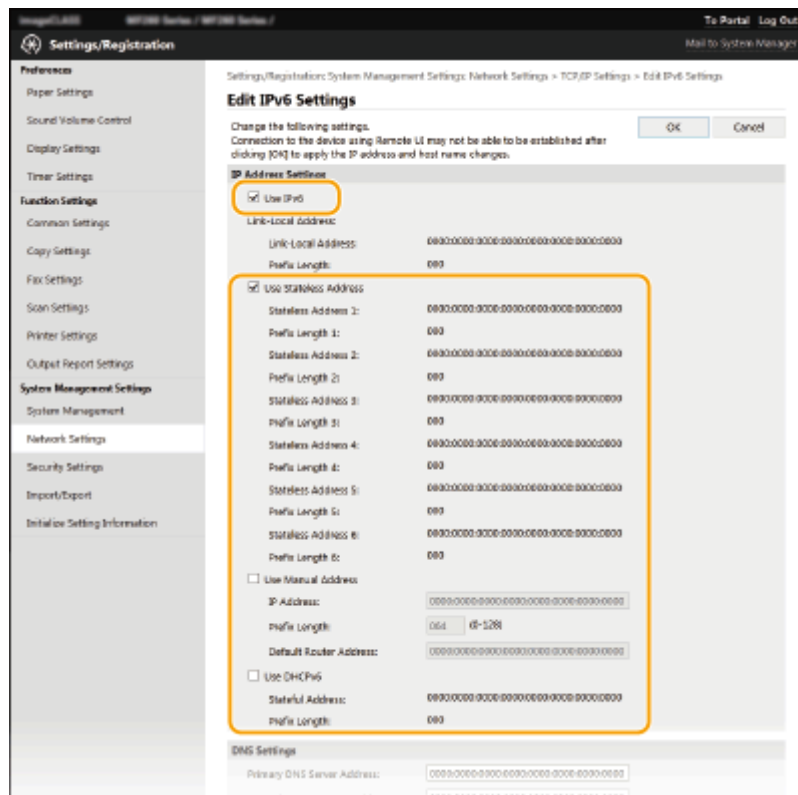 imageCLASS MF260 Series / MF260 Series /
To Portal Log Out
Settings/Registration
Mail to System Manager
Preferences
Paper Settings
Sound Volume Control
Display Settings
Timer Settings
Function Settings
Common Settings
Copy Settings
Fax Settings
Scan Settings
Printer Settings
Output Report Settings
System Management Settings
System Management
Network Settings
Security Settings
Import/Export
Initialize Setting Information
Settings/Registration: System Management Settings: Network Settings > TCP/IP Settings > Edit IPv6 Settings
Edit IPv6 Settings
Change the following settings.
Connection to the device using Remote UI may not be able to be established after
clicking [OK] to apply the IP address and host name changes.
OK Cancel
IP Address Settings
Use IPv6
Link-Local Address:
Link-Local Address: 0000:0000:0000:0000:0000:0000:0000:0000
Prefix Length: 000
Use Stateless Address
Stateless Address 1: 0000:0000:0000:0000:0000:0000:0000:0000
Prefix Length 1: 000
Stateless Address 2: 0000:0000:0000:0000:0000:0000:0000:0000
Prefix Length 2: 000
Stateless Address 3: 0000:0000:0000:0000:0000:0000:0000:0000
Prefix Length 3: 000
Stateless Address 4: 0000:0000:0000:0000:0000:0000:0000:0000
Prefix Length 4: 000
Stateless Address 5: 0000:0000:0000:0000:0000:0000:0000:0000
Prefix Length 5: 000
Stateless Address 6: 0000:0000:0000:0000:0000:0000:0000:0000
Prefix Length 6: 000
Use Manual Address
IP Address: 0000:0000:0000:0000:0000:0000:0000:0000
Prefix Length: 064 (0-128)
Default Router Address: 0000:0000:0000:0000:0000:0000:0000:0000
Use DHCPv6
Stateful Address: 0000:0000:0000:0000:0000:0000:0000:0000
Prefix Length: 000
DNS Settings
Primary DNS Server Address: 0000:0000:0000:0000:0000:0000:0000:0000